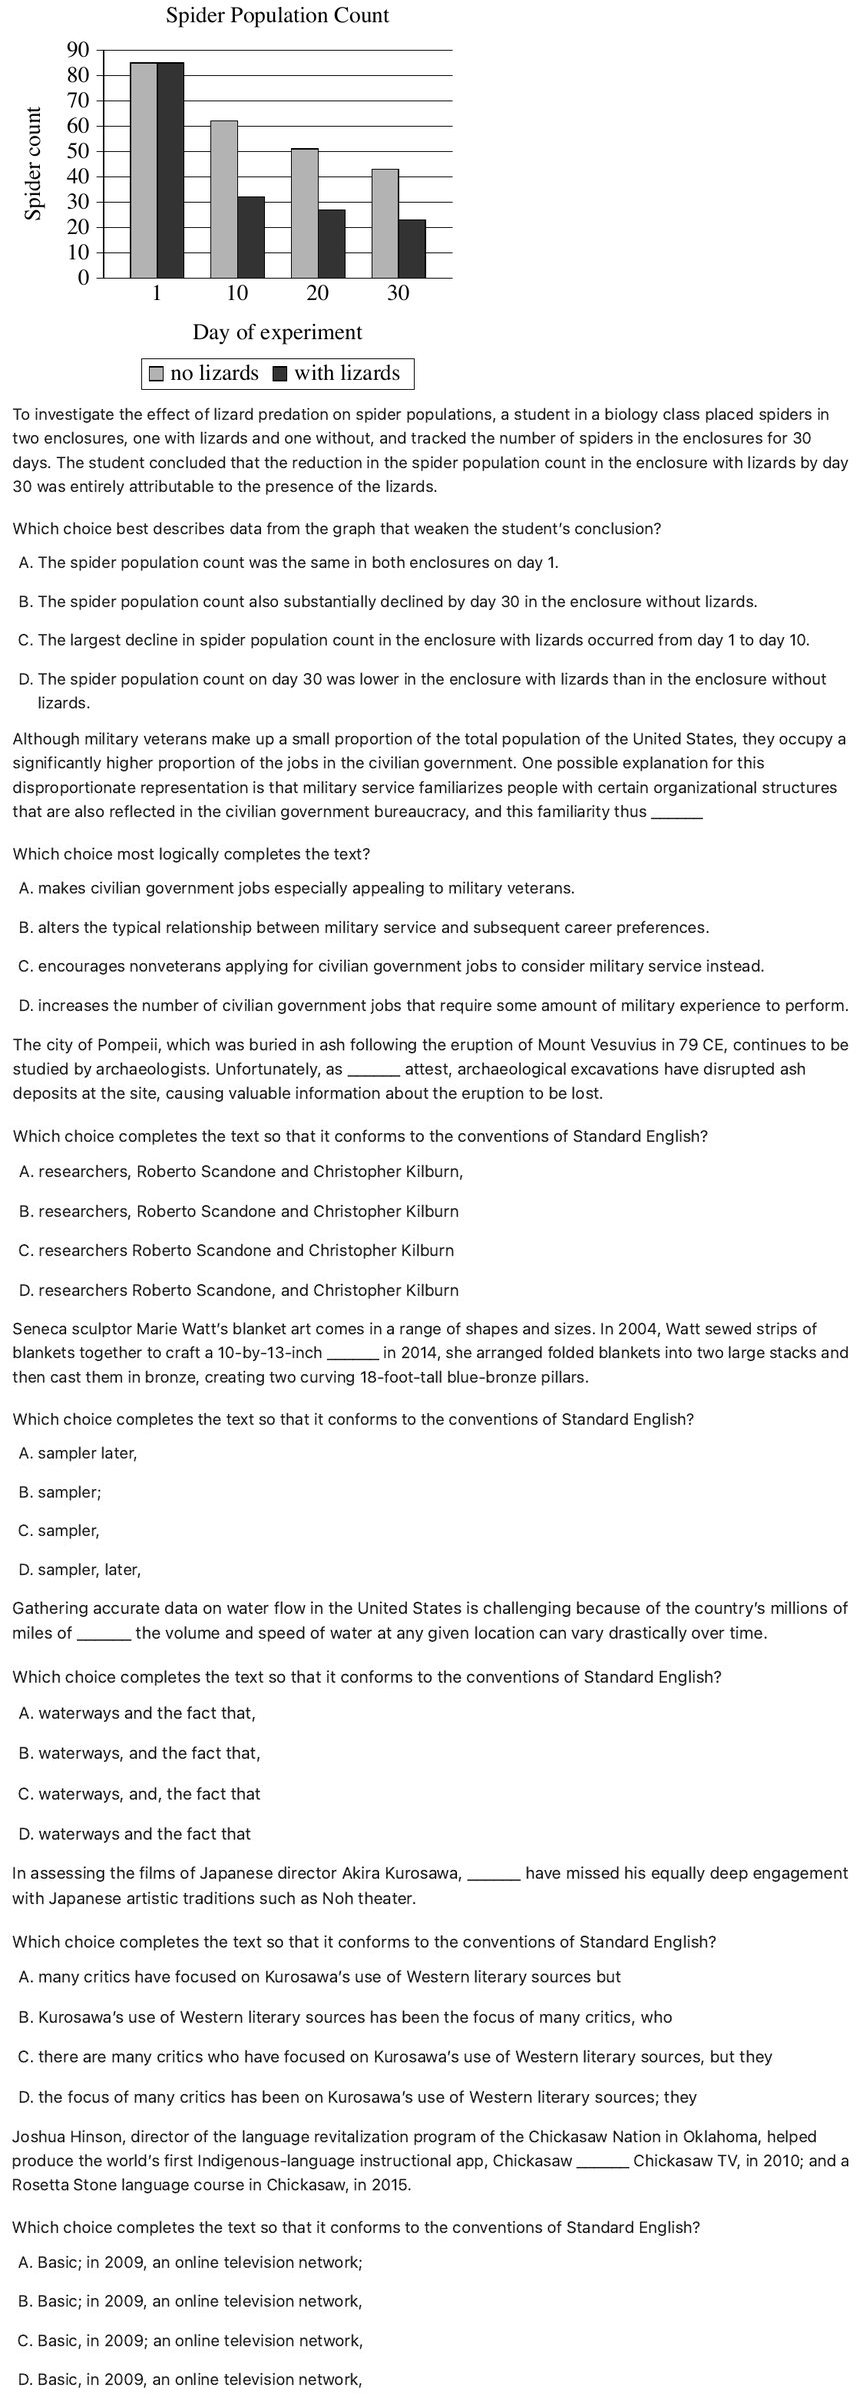 Spider Population Count
90
80
70
60
50
40
30
20
10
0
Spider count
1 10 20 30
Day of experiment
no lizards with lizards
To investigate the effect of lizard predation on spider populations, a student in a biology class placed spiders in
two enclosures, one with lizards and one without, and tracked the number of spiders in the enclosures for 30
days. The student concluded that the reduction in the spider population count in the enclosure with lizards by day
30 was entirely attributable to the presence of the lizards.
Which choice best describes data from the graph that weaken the student’s conclusion?
A. The spider population count was the same in both enclosures on day 1.
B. The spider population count also substantially declined by day 30 in the enclosure without lizards.
C. The largest decline in spider population count in the enclosure with lizards occurred from day 1 to day 10.
D. The spider population count on day 30 was lower in the enclosure with lizards than in the enclosure without
lizards.
Although military veterans make up a small proportion of the total population of the United States, they occupy a
significantly higher proportion of the jobs in the civilian government. One possible explanation for this
disproportionate representation is that military service familiarizes people with certain organizational structures
that are also reflected in the civilian government bureaucracy, and this familiarity thus ______
Which choice most logically completes the text?
A. makes civilian government jobs especially appealing to military veterans.
B. alters the typical relationship between military service and subsequent career preferences.
C. encourages nonveterans applying for civilian government jobs to consider military service instead.
D. increases the number of civilian government jobs that require some amount of military experience to perform.
The city of Pompeii, which was buried in ash following the eruption of Mount Vesuvius in 79 CE, continues to be
studied by archaeologists. Unfortunately, as ______ attest, archaeological excavations have disrupted ash
deposits at the site, causing valuable information about the eruption to be lost.
Which choice completes the text so that it conforms to the conventions of Standard English?
A. researchers, Roberto Scandone and Christopher Kilburn,
B. researchers, Roberto Scandone and Christopher Kilburn
C. researchers Roberto Scandone and Christopher Kilburn
D. researchers Roberto Scandone, and Christopher Kilburn
Seneca sculptor Marie Watt’s blanket art comes in a range of shapes and sizes. In 2004, Watt sewed strips of
blankets together to craft a 10-by-13-inch ______ in 2014, she arranged folded blankets into two large stacks and
then cast them in bronze, creating two curving 18-foot-tall blue-bronze pillars.
Which choice completes the text so that it conforms to the conventions of Standard English?
A. sampler later,
B. sampler;
C. sampler,
D. sampler, later,
Gathering accurate data on water flow in the United States is challenging because of the country’s millions of
miles of ______ the volume and speed of water at any given location can vary drastically over time.
Which choice completes the text so that it conforms to the conventions of Standard English?
A. waterways and the fact that,
B. waterways, and the fact that,
C. waterways, and, the fact that
D. waterways and the fact that
In assessing the films of Japanese director Akira Kurosawa, ______ have missed his equally deep engagement
with Japanese artistic traditions such as Noh theater.
Which choice completes the text so that it conforms to the conventions of Standard English?
A. many critics have focused on Kurosawa’s use of Western literary sources but
B. Kurosawa’s use of Western literary sources has been the focus of many critics, who
C. there are many critics who have focused on Kurosawa’s use of Western literary sources, but they
D. the focus of many critics has been on Kurosawa’s use of Western literary sources; they
Joshua Hinson, director of the language revitalization program of the Chickasaw Nation in Oklahoma, helped
produce the world’s first Indigenous-language instructional app, Chickasaw ______ Chickasaw TV, in 2010; and a
Rosetta Stone language course in Chickasaw, in 2015.
Which choice completes the text so that it conforms to the conventions of Standard English?
A. Basic; in 2009, an online television network;
B. Basic; in 2009, an online television network,
C. Basic, in 2009; an online television network,
D. Basic, in 2009, an online television network,